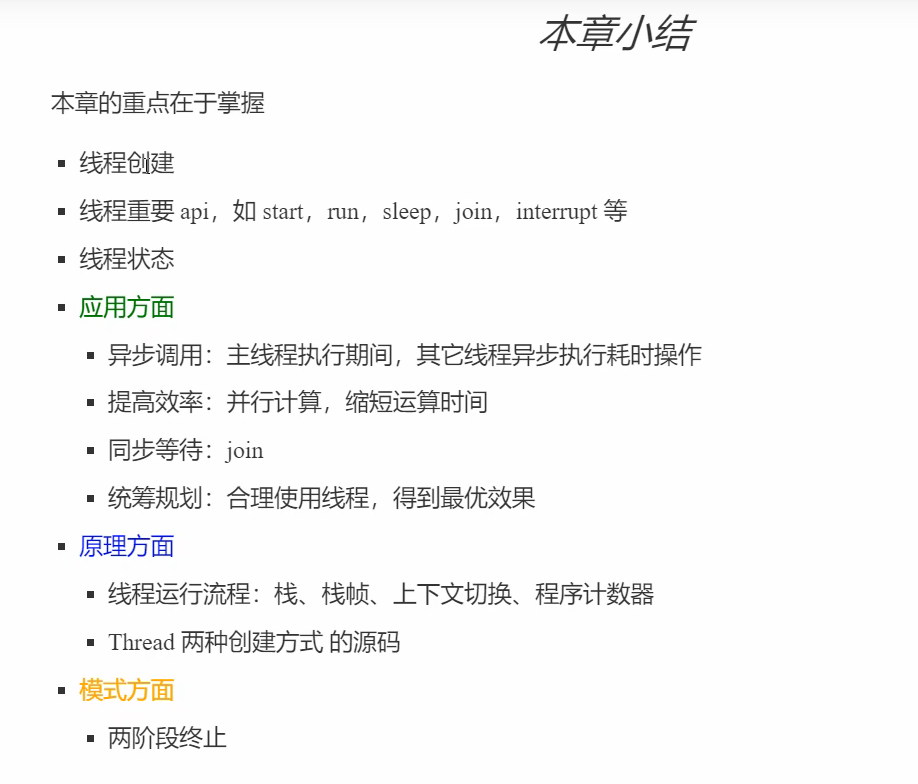 本章小结
本章的重点在于掌握
线程创建
线程重要 api，如 start，run，sleep，join，interrupt 等
线程状态
应用方面
异步调用：主线程执行期间，其它线程异步执行耗时操作
提高效率：并行计算，缩短运算时间
同步等待：join
统筹规划：合理使用线程，得到最优效果
原理方面
线程运行流程：栈、栈帧、上下文切换、程序计数器
Thread 两种创建方式 的源码
模式方面
两阶段终止